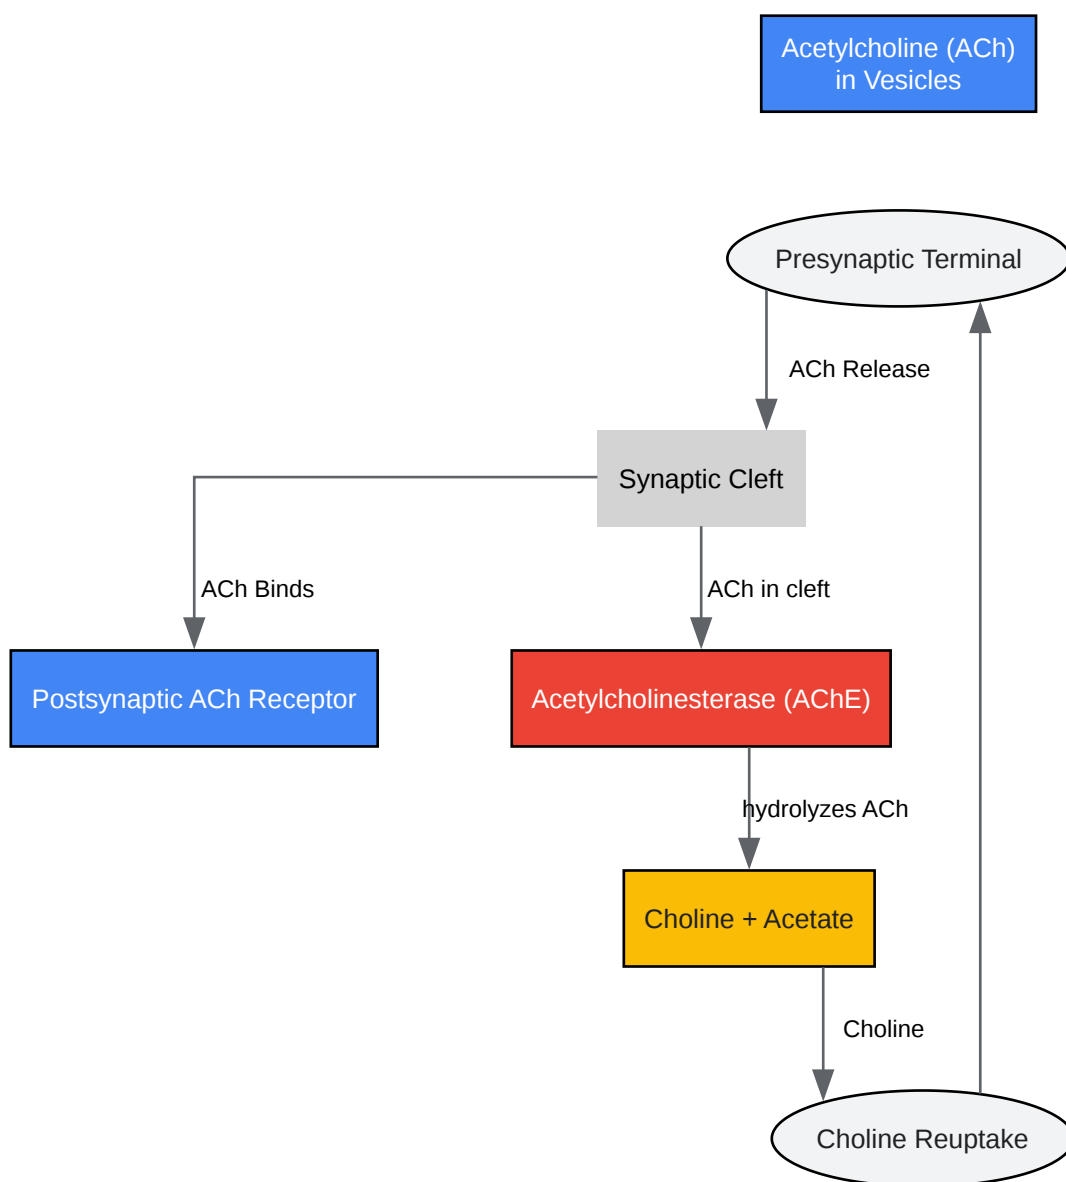 Acetylcholine (ACh)
in Vesicles
Presynaptic Terminal
ACh Release
Synaptic Cleft
ACh Binds
ACh in cleft
Postsynaptic ACh Receptor
Acetylcholinesterase (AChE)
hydrolyzes ACh
Choline + Acetate
Choline
Choline Reuptake